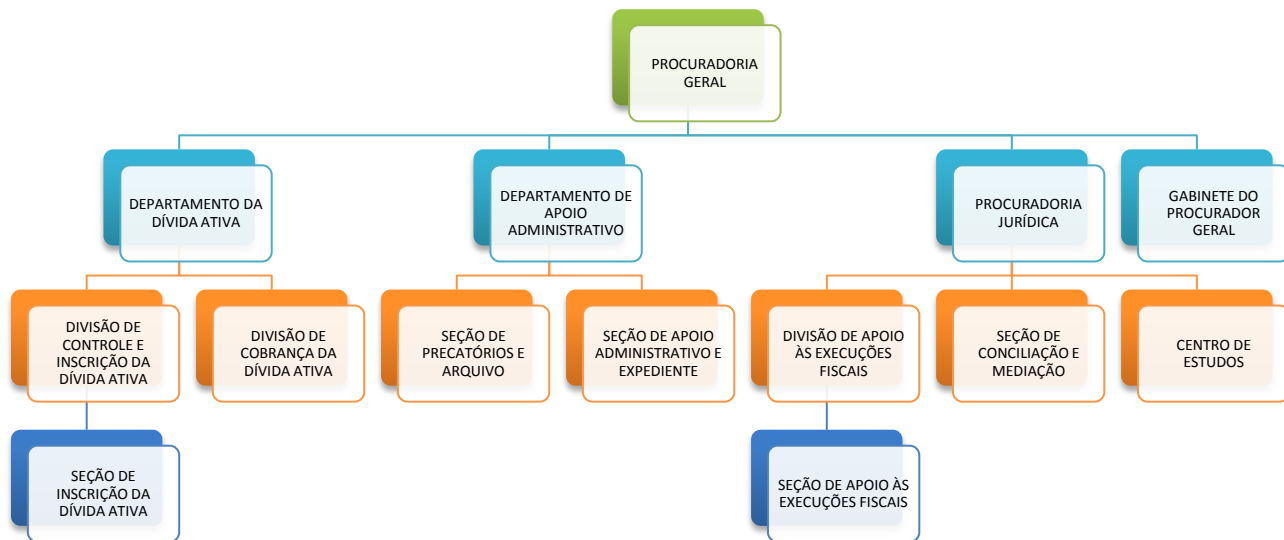 PROCURADORIA
GERAL
DEPARTAMENTO DA
DÍVIDA ATIVA
DEPARTAMENTO DE
APOIO
ADMINISTRATIVO
PROCURADORIA
JURÍDICA
GABINETE DO
PROCURADOR
GERAL
DIVISÃO DE
CONTROLE E
INSCRIÇÃO DA
DÍVIDA ATIVA
DIVISÃO DE
COBRANÇA DA
DÍVIDA ATIVA
SEÇÃO DE
PRECATÓRIOS E
ARQUIVO
SEÇÃO DE APOIO
ADMINISTRATIVO E
EXPEDIENTE
DIVISÃO DE APOIO
ÀS EXECUÇÕES
FISCAIS
SEÇÃO DE
CONCILIAÇÃO E
MEDIAÇÃO
CENTRO DE
ESTUDOS
SEÇÃO DE
INSCRIÇÃO DA
DÍVIDA ATIVA
SEÇÃO DE APOIO ÀS
EXECUÇÕES FISCAIS